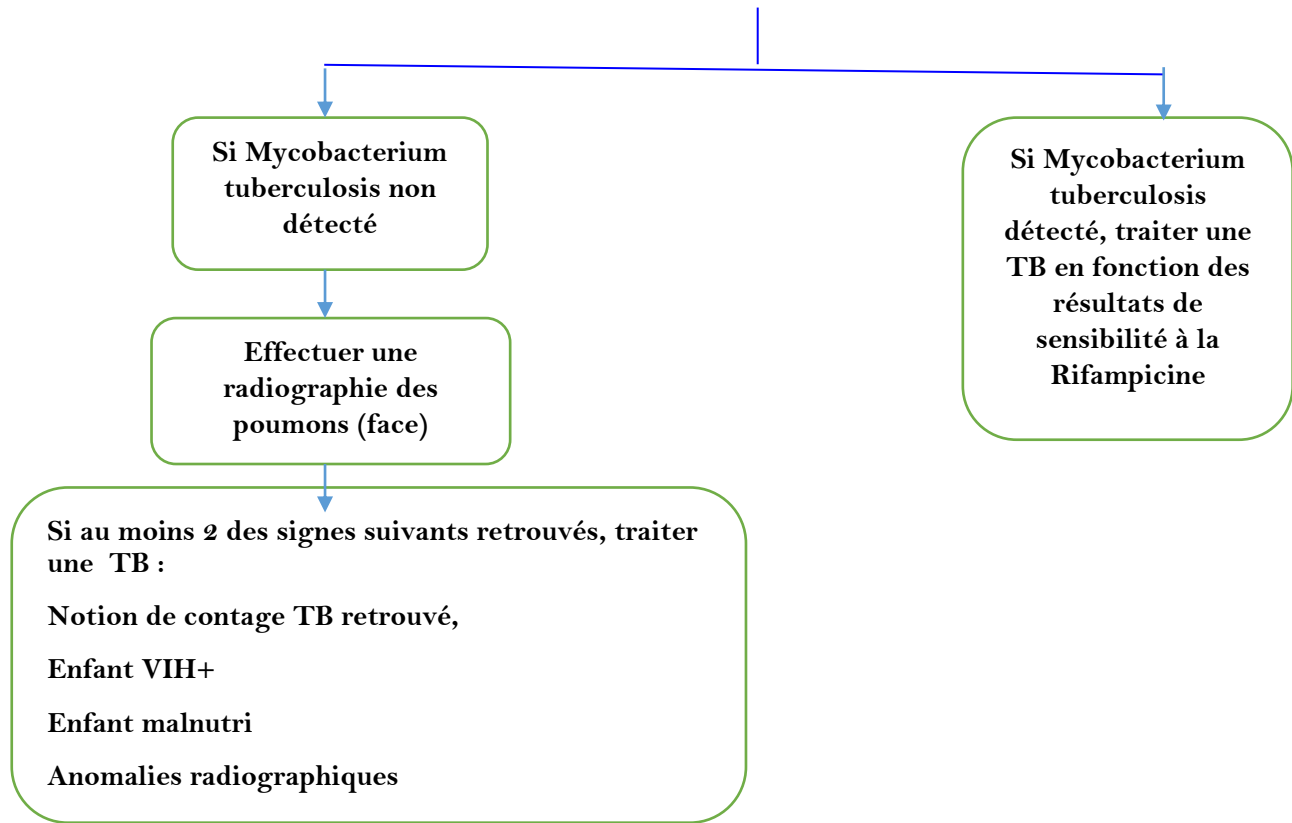 Si Mycobacterium
tuberculosis non
détecté
Si Mycobacterium
tuberculosis
détecté, traiter une
TB en fonction des
résultats de
sensibilité à la
Rifampicine
Effectuer une
radiographie des
poumons (face)
Si au moins 2 des signes suivants retrouvés, traiter
une TB :
Notion de contage TB retrouvé,
Enfant VIH+
Enfant malnutri
Anomalies radiographiques